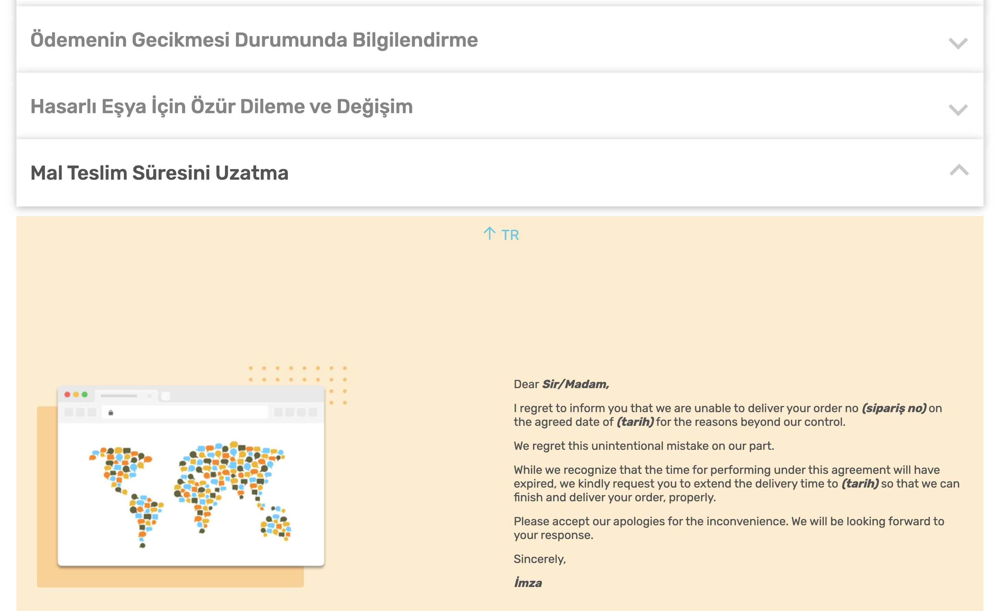 Ödemenin Gecikmesi Durumunda Bilgilendirme
Hasarlı Eşya İçin Özür Dileme ve Değişim
Mal Teslim Süresini Uzatma
↑ TR
Dear Sir/Madam,
I regret to inform you that we are unable to deliver your order no (sipariş no) on
the agreed date of (tarih) for the reasons beyond our control.
We regret this unintentional mistake on our part.
While we recognize that the time for performing under this agreement will have
expired, we kindly request you to extend the delivery time to (tarih) so that we can
finish and deliver your order, properly.
Please accept our apologies for the inconvenience. We will be looking forward to
your response.
Sincerely,
İmza